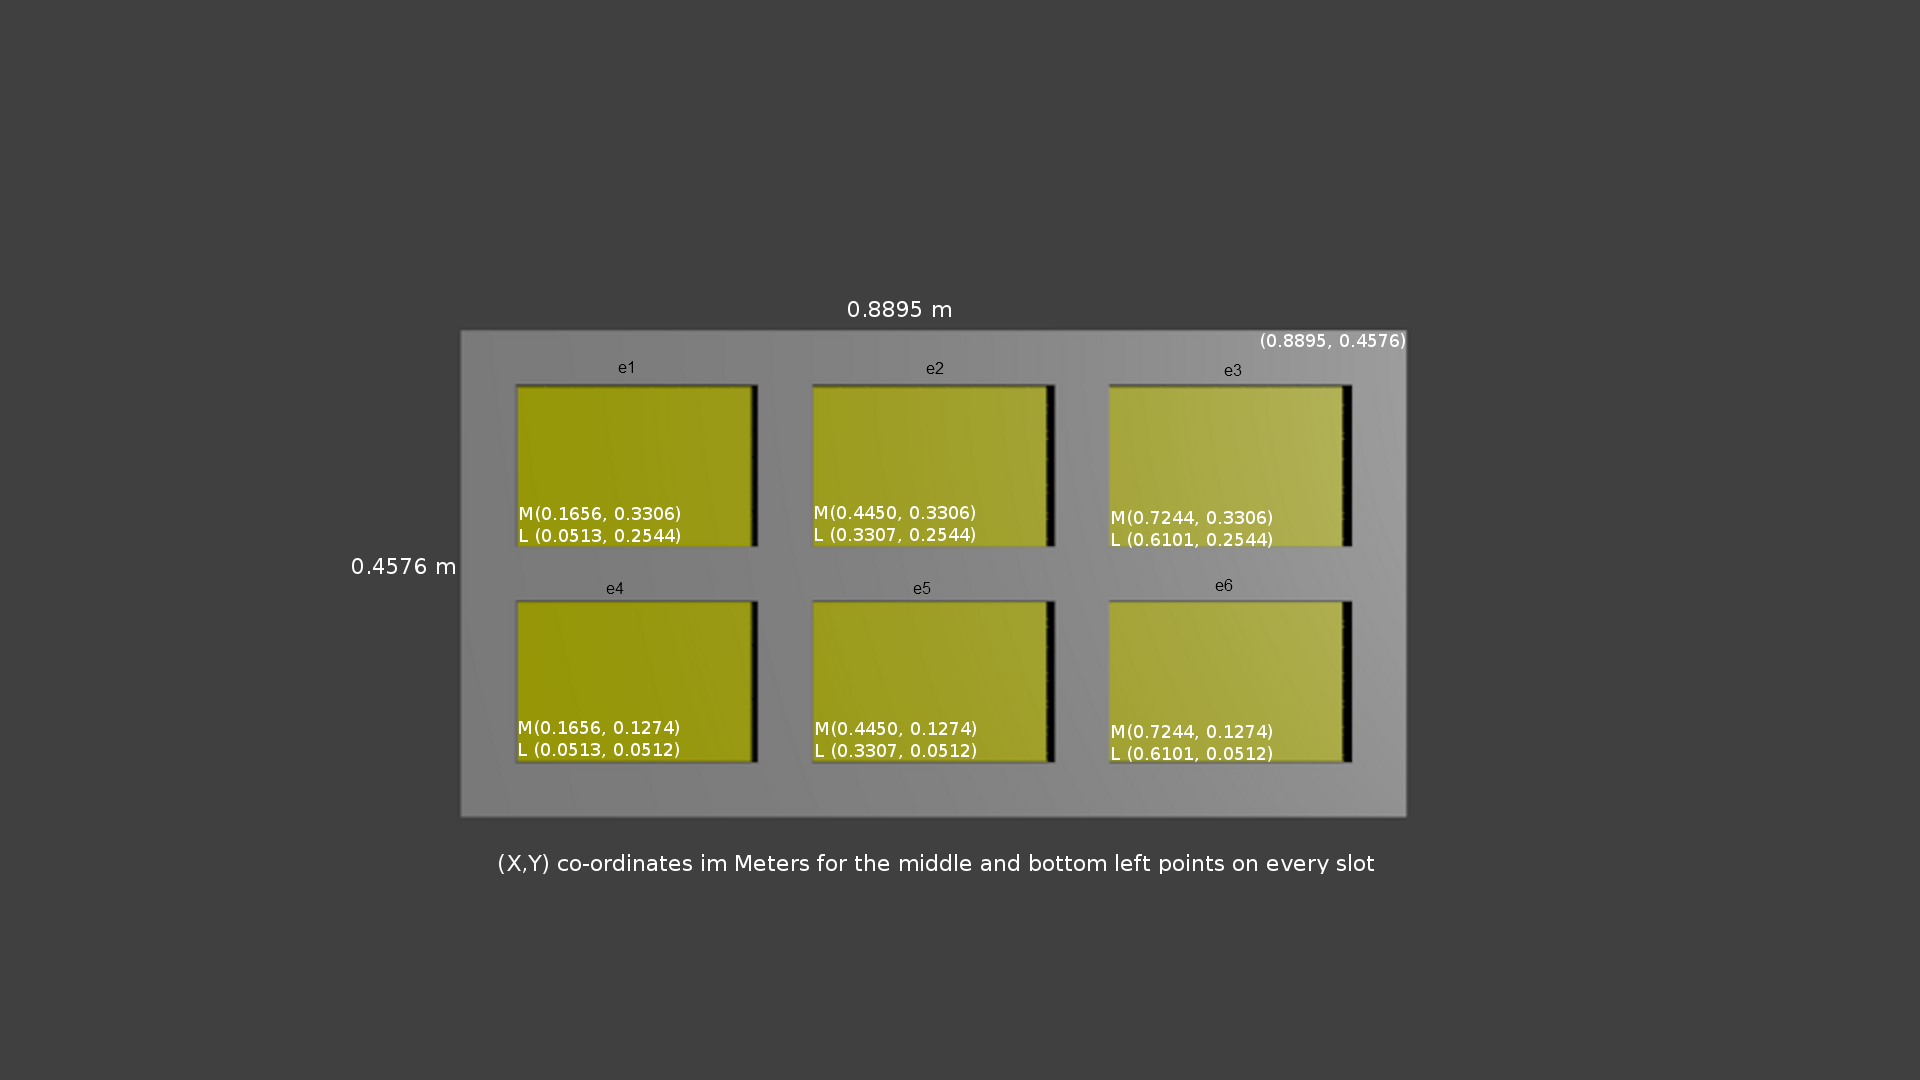 0.8895 m
(0.8895, 0.4576)
e1
e2
e3
M(0.1656, 0.3306)
L (0.0513, 0.2544)
M(0.4450, 0.3306)
L (0.3307, 0.2544)
M(0.7244, 0.3306)
L (0.6101, 0.2544)
0.4576 m
e4
e5
e6
M(0.1656, 0.1274)
L (0.0513, 0.0512)
M(0.4450, 0.1274)
L (0.3307, 0.0512)
M(0.7244, 0.1274)
L (0.6101, 0.0512)
(X,Y) co-ordinates im Meters for the middle and bottom left points on every slot